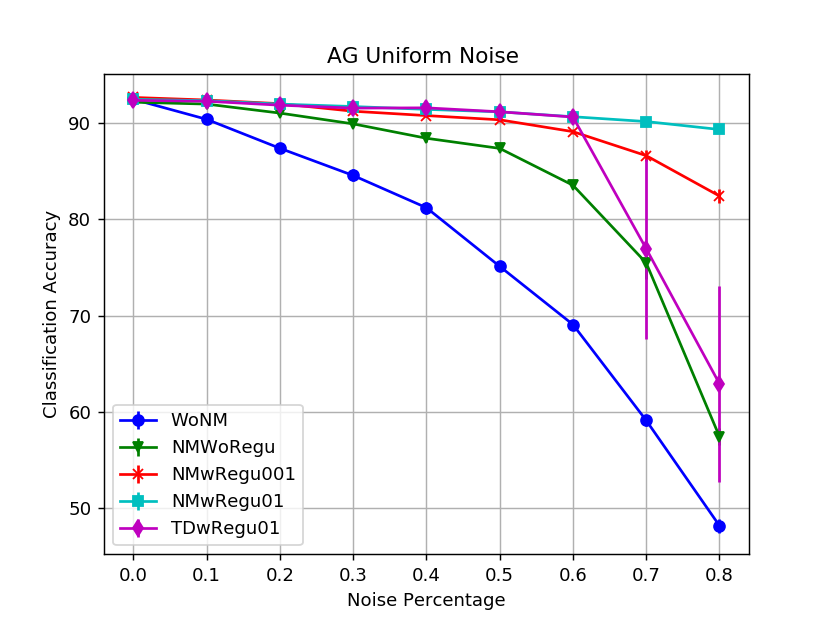 AG Uniform Noise
Classification Accuracy
90
80
70
60
50
WoNM
NMWoRegu
NMwRegu001
NMwRegu01
TDwRegu01
0.0 0.1 0.2 0.3 0.4 0.5 0.6 0.7 0.8
Noise Percentage